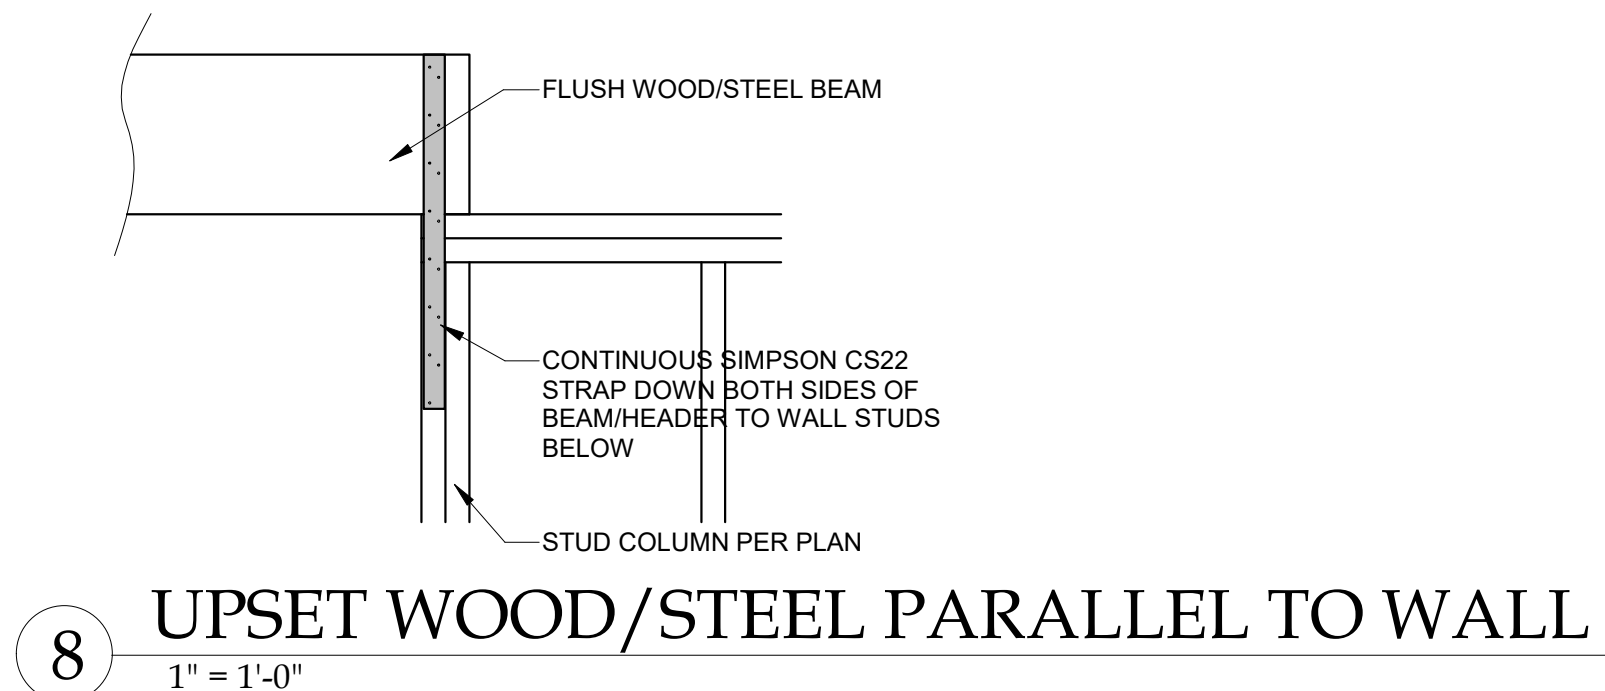 FLUSH WOOD/STEEL BEAM
CONTINUOUS SIMPSON CS22
STRAP DOWN BOTH SIDES OF
BEAM/HEADER TO WALL STUDS
BELOW
STUD COLUMN PER PLAN
8
UPSET WOOD/STEEL PARALLEL TO WALL
1" = 1'-0"